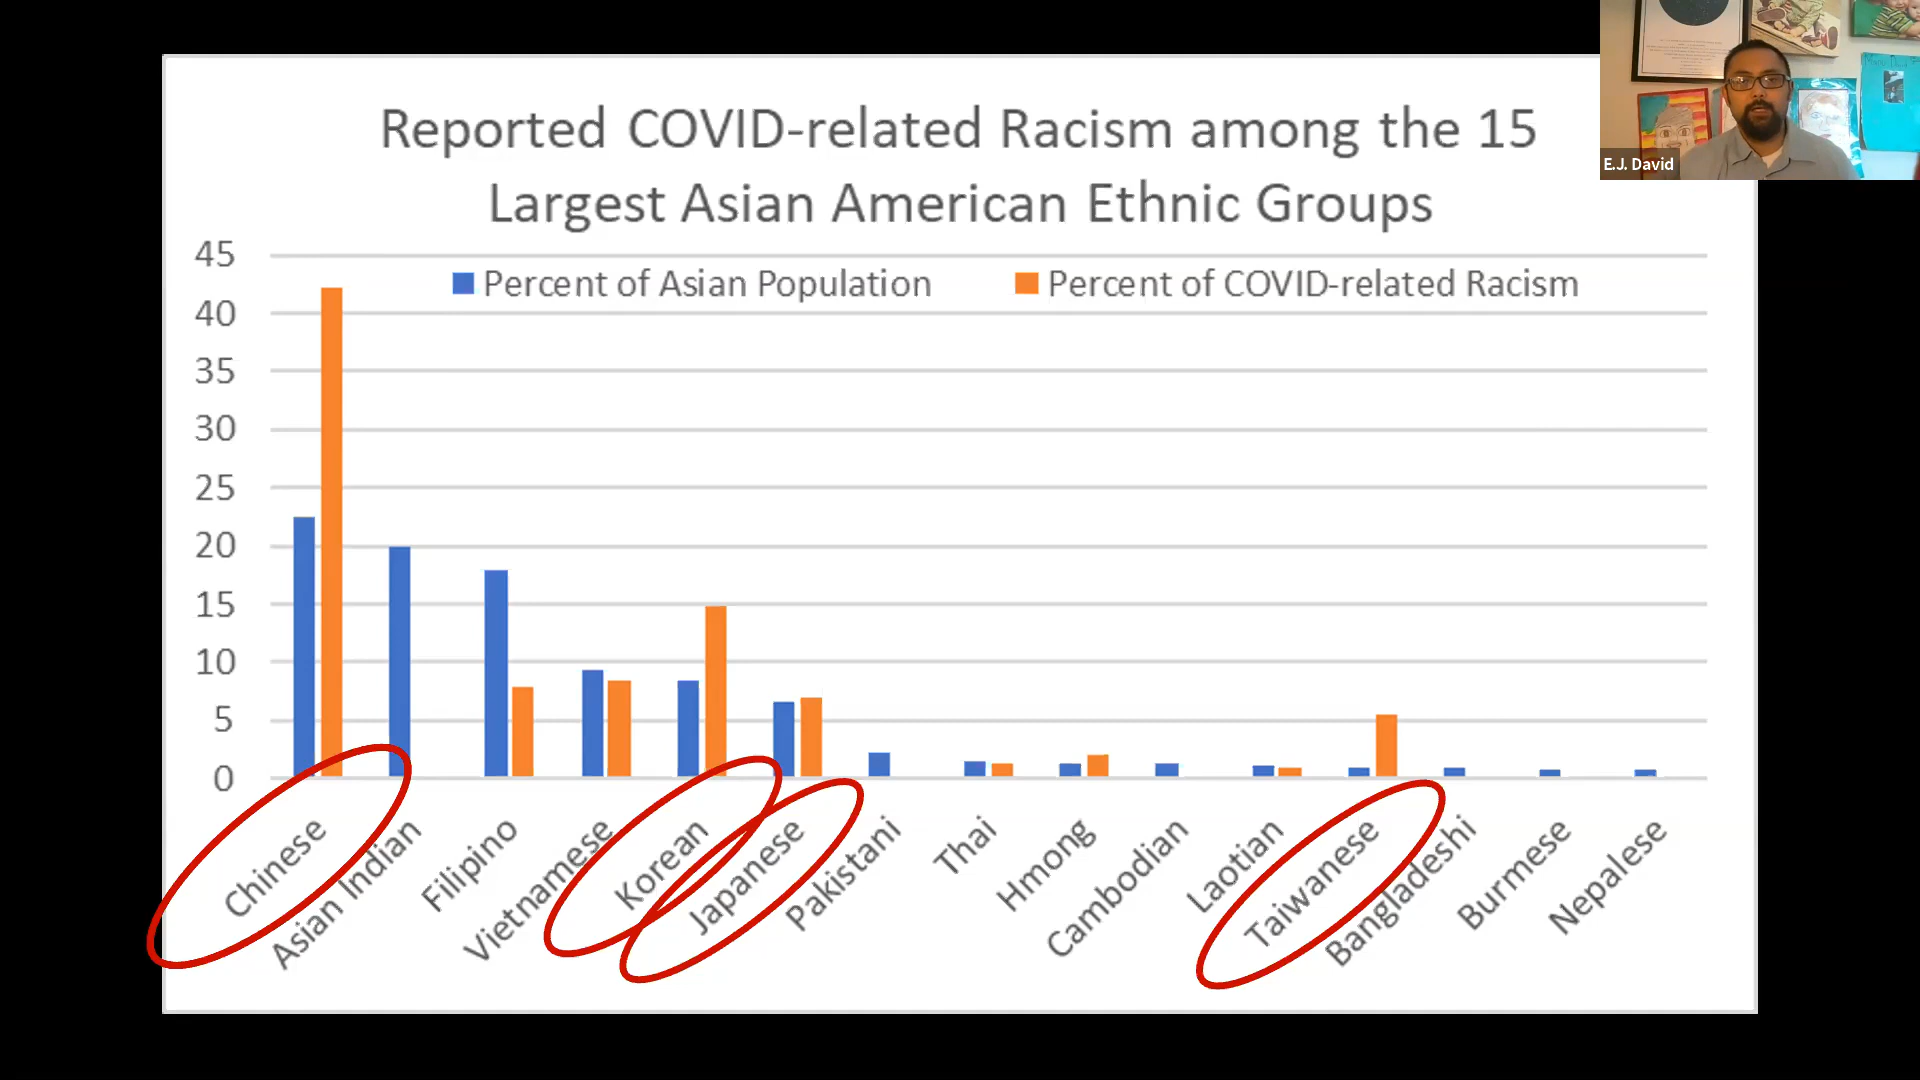 Reported COVID-related Racism among the 15
Largest Asian American Ethnic Groups
Percent of Asian Population
Percent of COVID-related Racism
45
40
35
30
25
20
15
10
5
0
Chinese
Asian Indian
Filipino
Vietnamese
Korean
Japanese
Pakistani
Thai
Hmong
Cambodian
Laotian
Taiwanese
Bangladeshi
Burmese
Nepalese
E.J. David